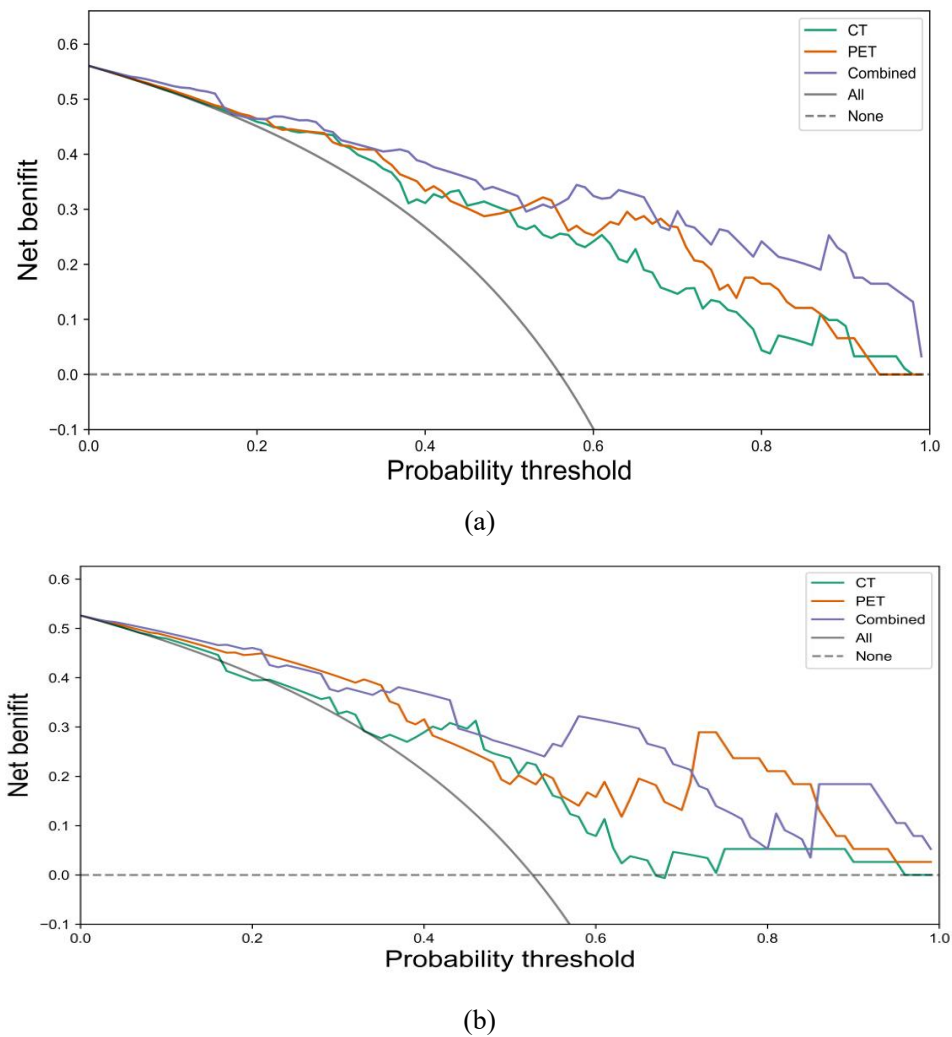 0.6
0.5
0.4
0.3
0.2
0.1
0.0
−0.1
Net benifit
0.0 0.2 0.4 0.6 0.8 1.0
Probability threshold
CT
PET
Combined
All
None
(a)
0.6
0.5
0.4
0.3
0.2
0.1
0.0
−0.1
Net benifit
0.0 0.2 0.4 0.6 0.8 1.0
Probability threshold
CT
PET
Combined
All
None
(b)